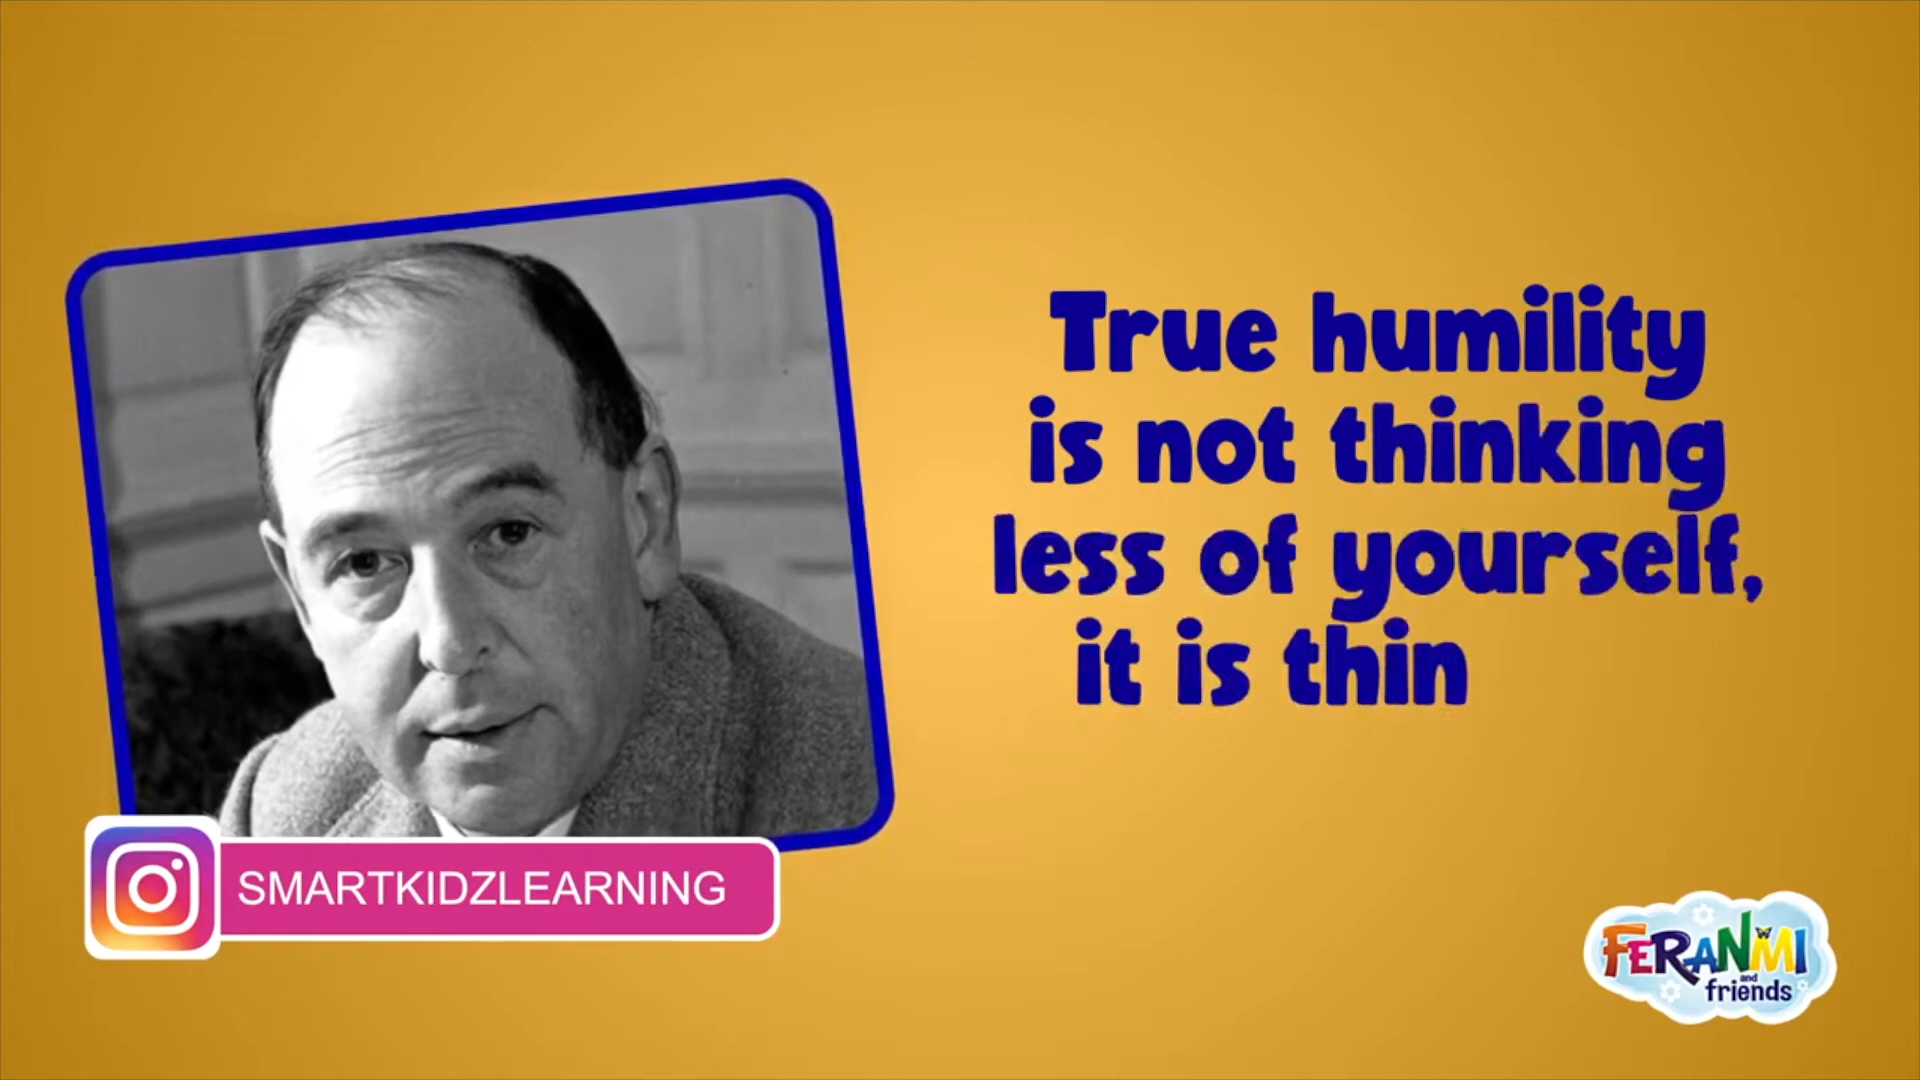 True humility
is not thinking
less of yourself,
it is thin
SMARTKIDZLEARNING
FERANMI
and
friends